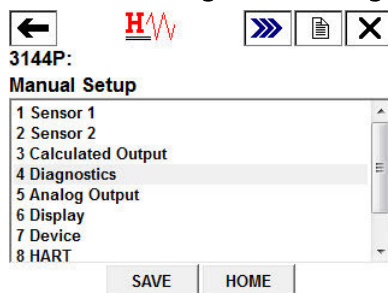 H
3144P:
Manual Setup
1 Sensor 1
2 Sensor 2
3 Calculated Output
4 Diagnostics
5 Analog Output
6 Display
7 Device
8 HART
SAVE HOME